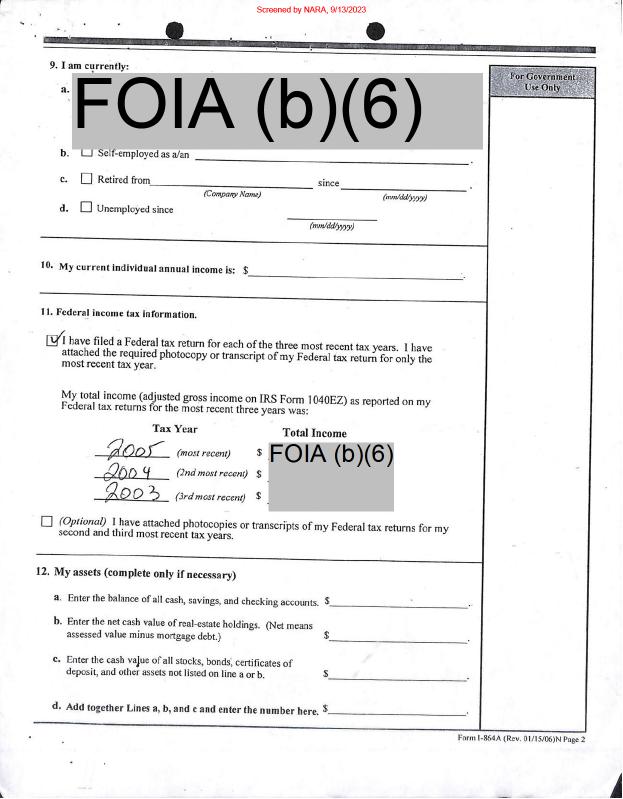 Screened by NARA, 9/13/2023
9. I am currently:
For Government
Use Only
a.
FOIA (b)(6)
b. Self-employed as a/an
c. Retired from since
(Company Name) (mm/dd/yyyy)
d. Unemployed since
(mm/dd/yyyy)
10. My current individual annual income is: $
11. Federal income tax information.
I have filed a Federal tax return for each of the three most recent tax years. I have
attached the required photocopy or transcript of my Federal tax return for only the
most recent tax year.
My total income (adjusted gross income on IRS Form 1040EZ) as reported on my
Federal tax returns for the most recent three years was:
Tax Year Total Income
2005 (most recent) $ FOIA (b)(6)
2004 (2nd most recent) $
2003 (3rd most recent) $
(Optional) I have attached photocopies or transcripts of my Federal tax returns for my
second and third most recent tax years.
12. My assets (complete only if necessary)
a. Enter the balance of all cash, savings, and checking accounts. $
b. Enter the net cash value of real-estate holdings. (Net means
assessed value minus mortgage debt.) $
c. Enter the cash value of all stocks, bonds, certificates of
deposit, and other assets not listed on line a or b. $
d. Add together Lines a, b, and c and enter the number here. $
Form I-864A (Rev. 01/15/06)N Page 2